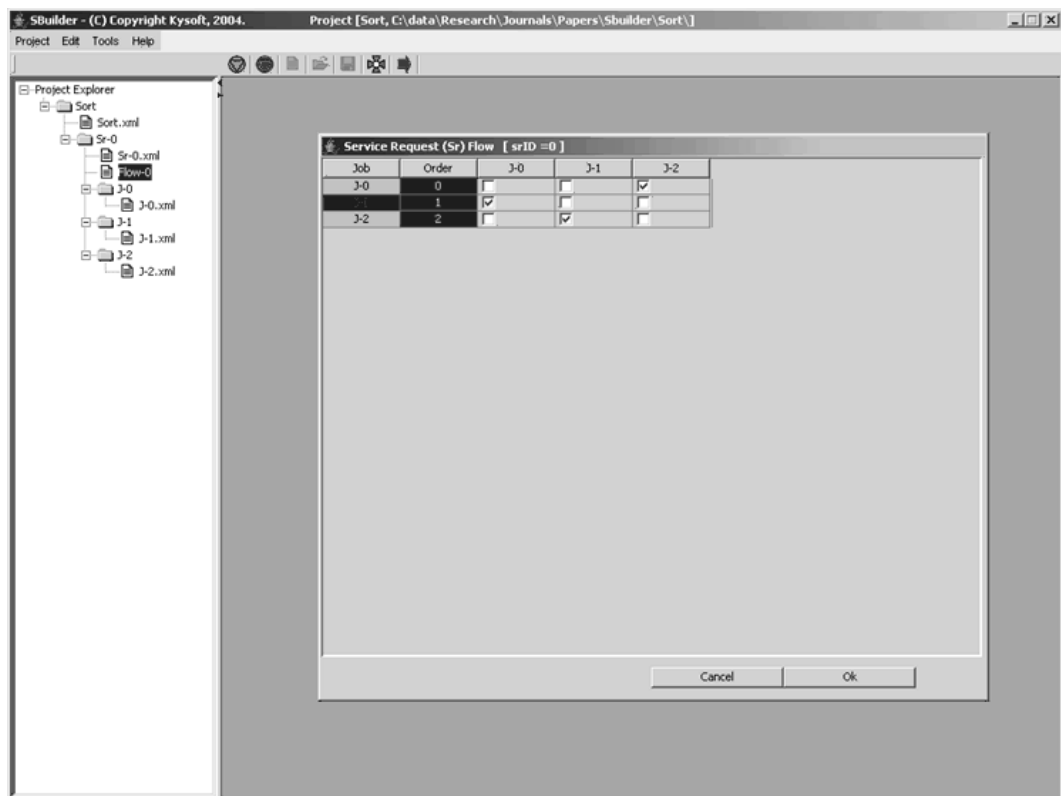 SBuilder - (C) Copyright Kysoft, 2004. Project [Sort, C:\data\Research\Journals\Papers\Sbuilder\Sort\]
Project Edit Tools Help
Project Explorer
Sort
Sort.xml
Sr-0
Sr-0.xml
Flow-0
J-0
J-0.xml
J-1
J-1.xml
J-2
J-2.xml
Service Request (Sr) Flow [ srID =0 ]
Job Order J-0 J-1 J-2
J-0 0
1
J-2 2
Cancel Ok